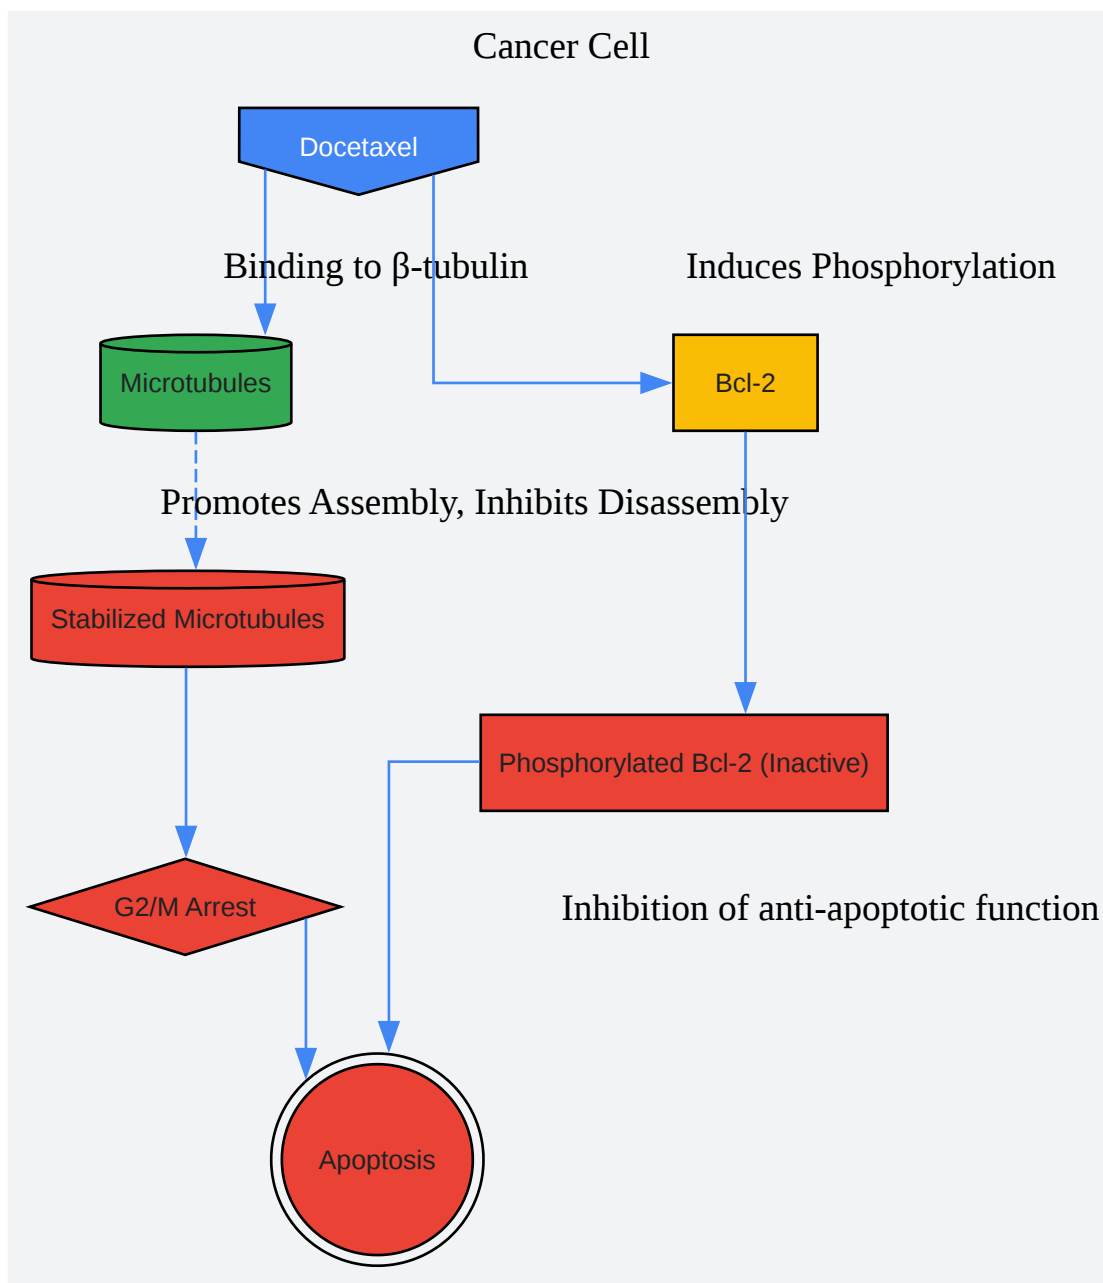 Cancer Cell
Docetaxel
Binding to β-tubulin
Induces Phosphorylation
Microtubules
Bcl-2
Promotes Assembly, Inhibits Disassembly
Stabilized Microtubules
Phosphorylated Bcl-2 (Inactive)
G2/M Arrest
Inhibition of anti-apoptotic function
Apoptosis